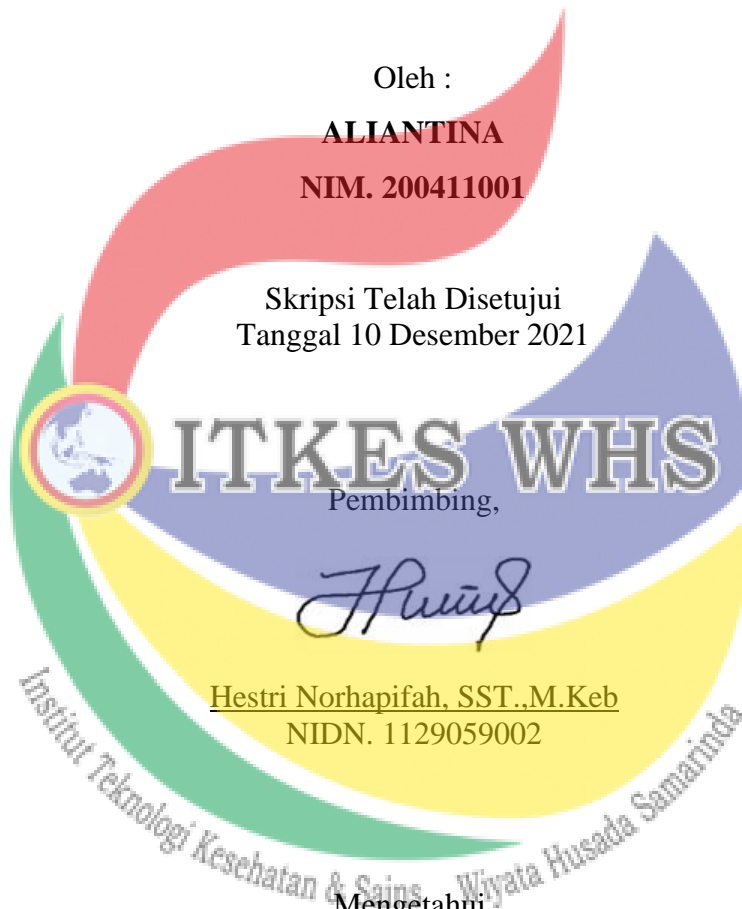 Oleh :
ALIANTINA
NIM. 200411001
Skripsi Telah Disetujui
Tanggal 10 Desember 2021
ITKES WHS
Pembimbing,
Hestri Norhapifah, SST.,M.Keb
NIDN. 1129059002
Institut Teknologi Kesehatan & Sains Wiyata Husada Samarinda
Mengetahui